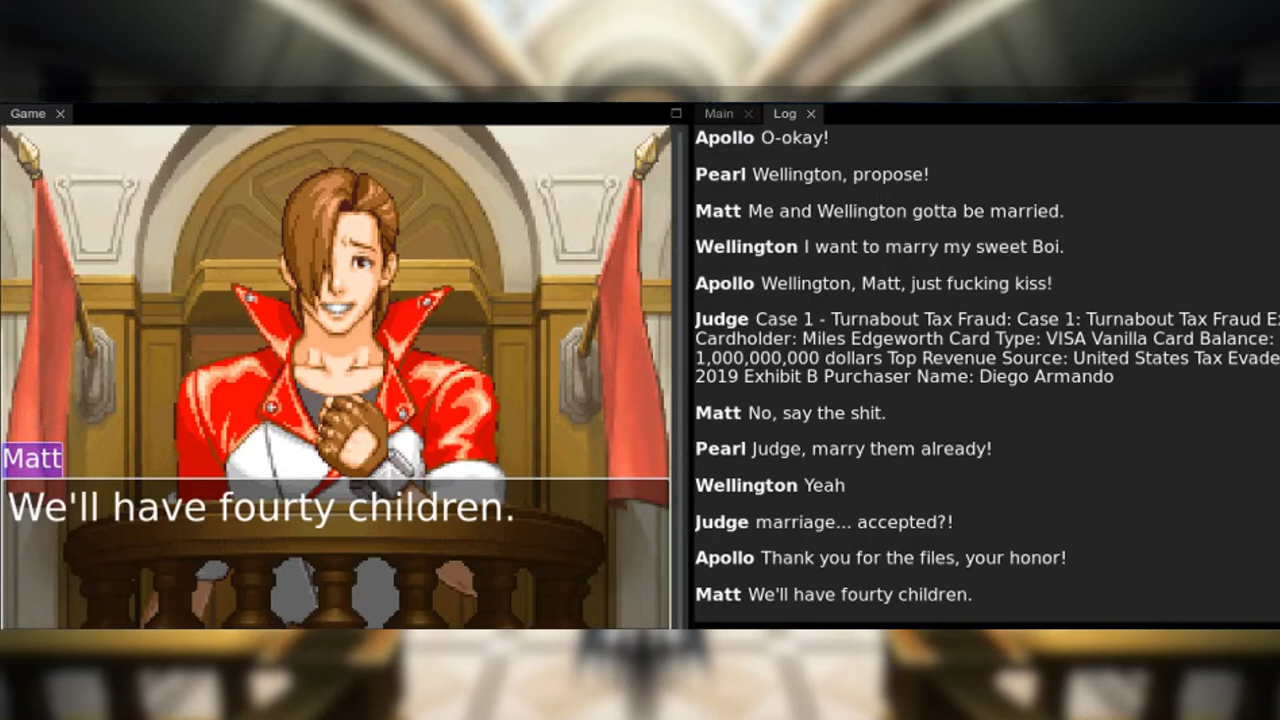 Game
Main
Log
Matt
We'll have fourty children.
Apollo O-okay!
Pearl Wellington, propose!
Matt Me and Wellington gotta be married.
Wellington I want to marry my sweet Boi.
Apollo Wellington, Matt, just fucking kiss!
Judge Case 1 - Turnabout Tax Fraud: Case 1: Turnabout Tax Fraud
Cardholder: Miles Edgeworth Card Type: VISA Vanilla Card Balance:
1,000,000,000 dollars Top Revenue Source: United States Tax
2019 Exhibit B Purchaser Name: Diego Armando
Matt No, say the shit.
Pearl Judge, marry them already!
Wellington Yeah
Judge marriage... accepted?!
Apollo Thank you for the files, your honor!
Matt We'll have fourty children.